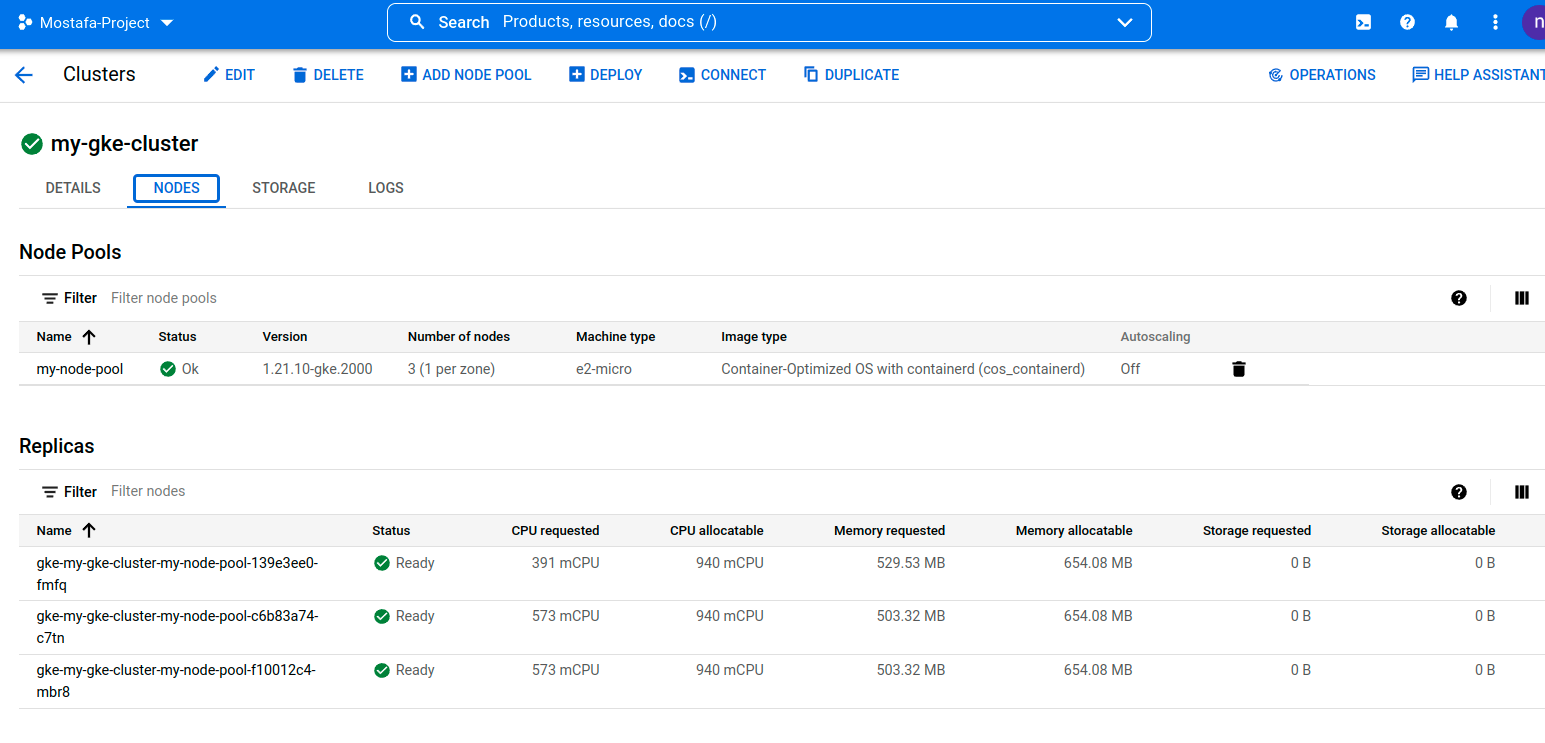 Mostafa-Project
Search Products, resources, docs (/)
Clusters EDIT DELETE ADD NODE POOL DEPLOY CONNECT DUPLICATE OPERATIONS HELP ASSISTANT
my-gke-cluster
DETAILS NODES STORAGE LOGS
Node Pools
Filter Filter node pools
Name Status Version Number of nodes Machine type Image type Autoscaling
my-node-pool Ok 1.21.10-gke.2000 3 (1 per zone) e2-micro Container-Optimized OS with containerd (cos_containerd) Off
Replicas
Filter Filter nodes
Name Status CPU requested CPU allocatable Memory requested Memory allocatable Storage requested Storage allocatable
gke-my-gke-cluster-my-node-pool-139e3ee0- Ready 391 mCPU 940 mCPU 529.53 MB 654.08 MB 0 B 0 B
fmfq
gke-my-gke-cluster-my-node-pool-c6b83a74- Ready 573 mCPU 940 mCPU 503.32 MB 654.08 MB 0 B 0 B
c7tn
gke-my-gke-cluster-my-node-pool-f10012c4- Ready 573 mCPU 940 mCPU 503.32 MB 654.08 MB 0 B 0 B
mbr8